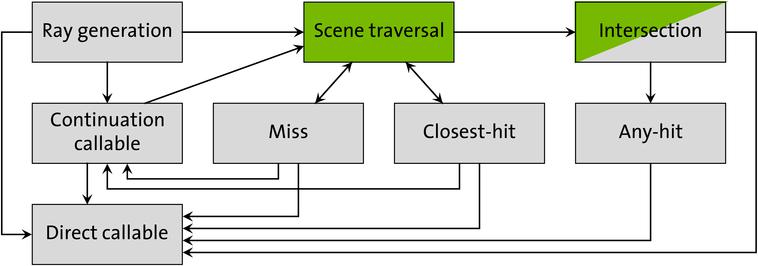 Ray generation
Scene traversal
Intersection
Continuation
callable
Miss
Closest-hit
Any-hit
Direct callable